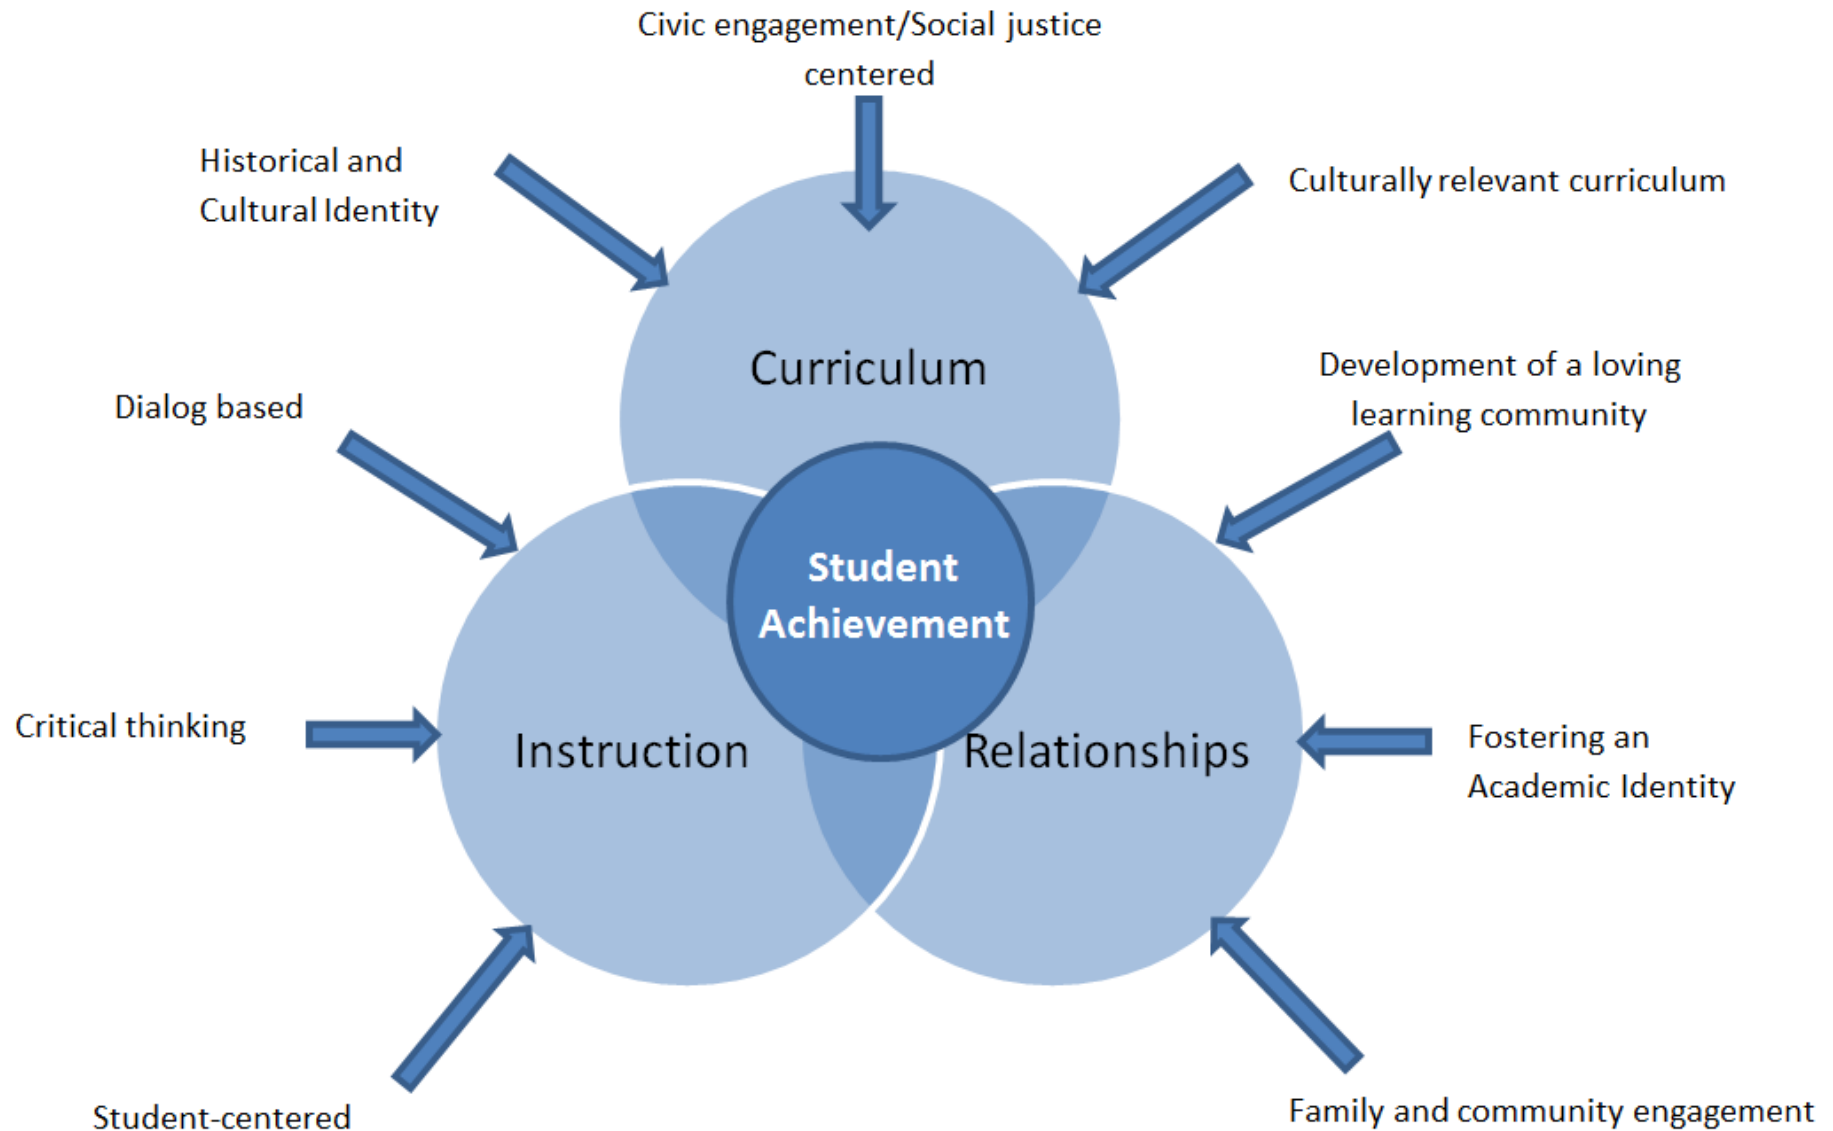 Civic engagement/Social justice
centered
Historical and
Cultural Identity
Culturally relevant curriculum
Curriculum
Development of a loving
learning community
Dialog based
Student
Achievement
Critical thinking
Instruction
Relationships
Fostering an
Academic Identity
Student-centered
Family and community engagement